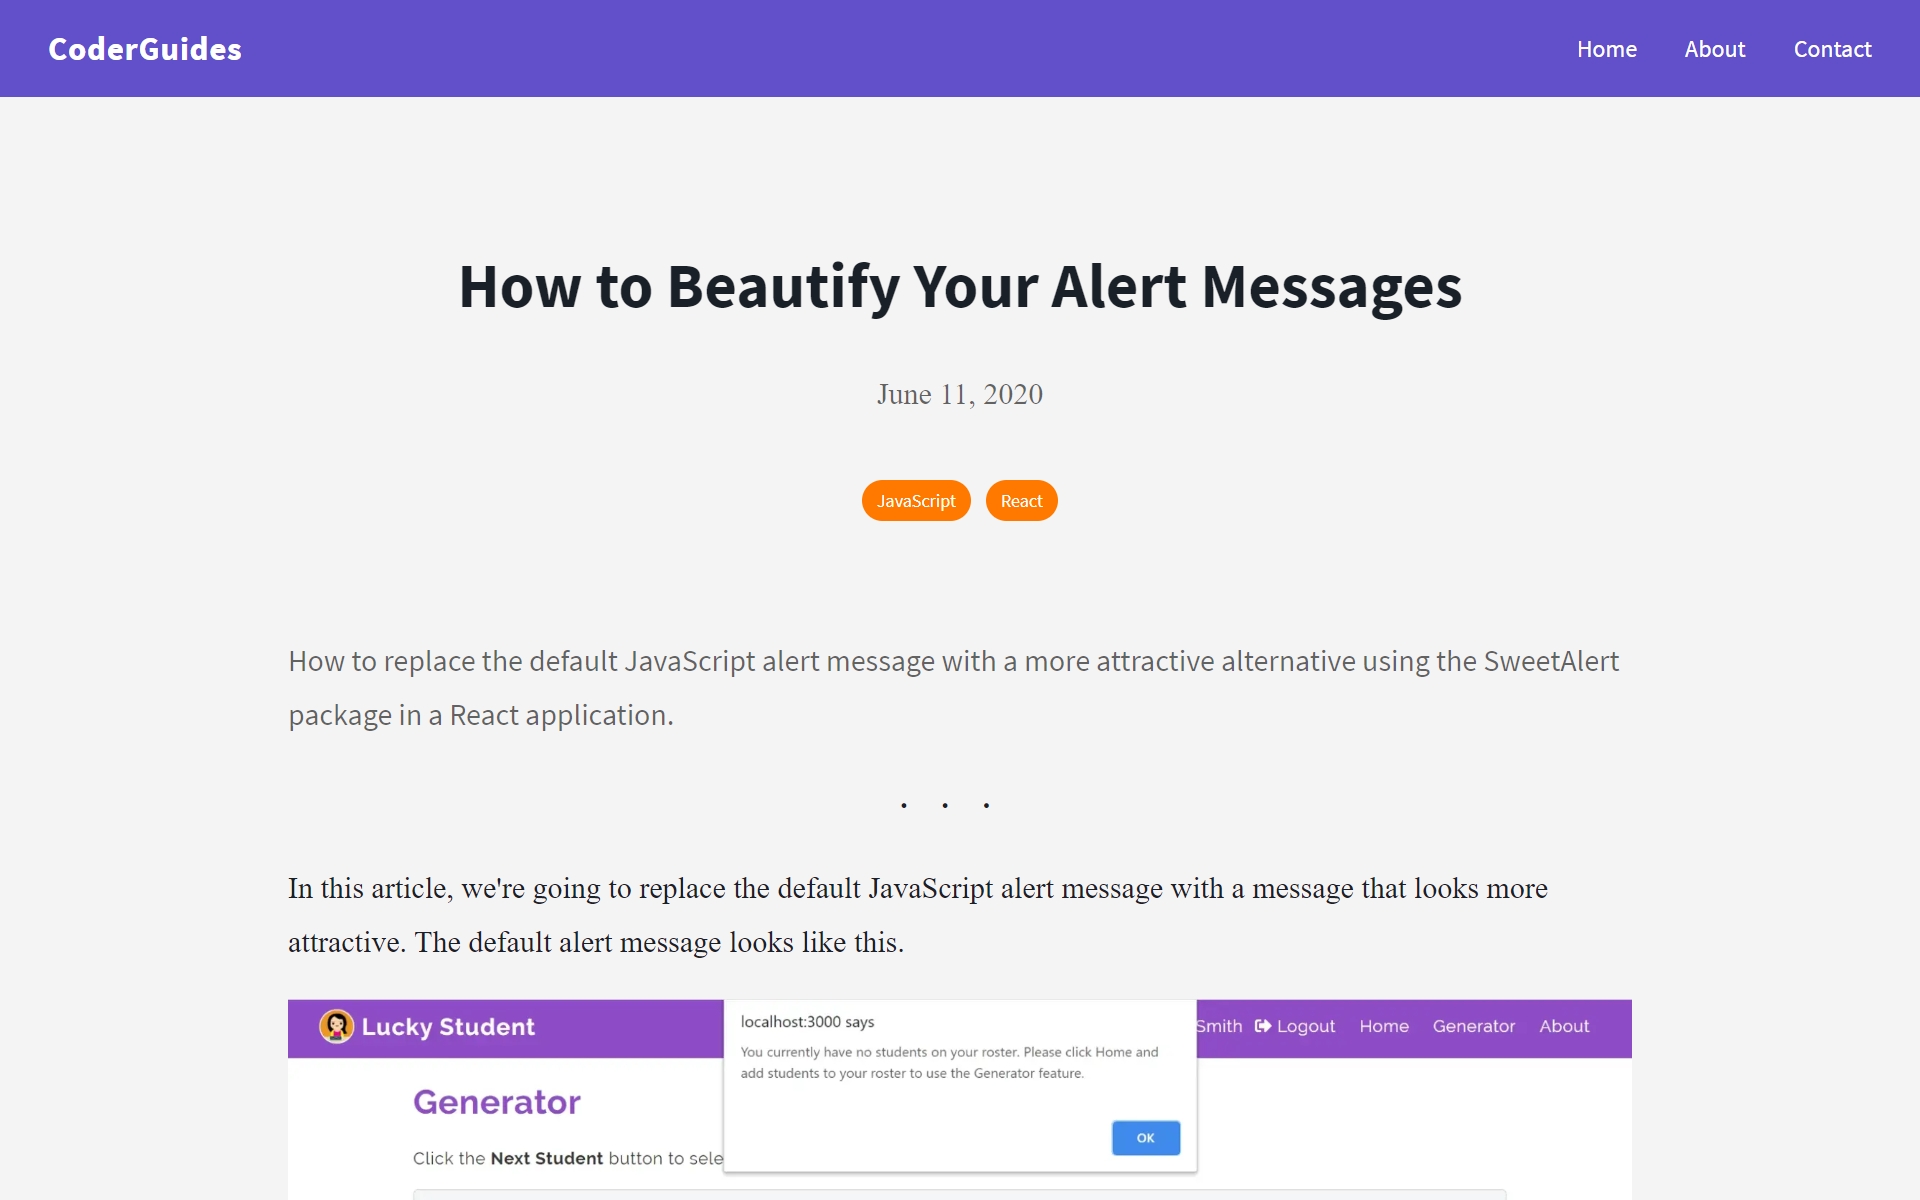 CoderGuides
Home About Contact
How to Beautify Your Alert Messages
June 11, 2020
JavaScript React
How to replace the default JavaScript alert message with a more attractive alternative using the SweetAlert
package in a React application.
. . .
In this article, we're going to replace the default JavaScript alert message with a message that looks more
attractive. The default alert message looks like this.
Lucky Student
Smith Logout Home Generator About
localhost:3000 says
You currently have no students on your roster. Please click Home and
add students to your roster to use the Generator feature.
OK
Generator
Click the Next Student button to sele